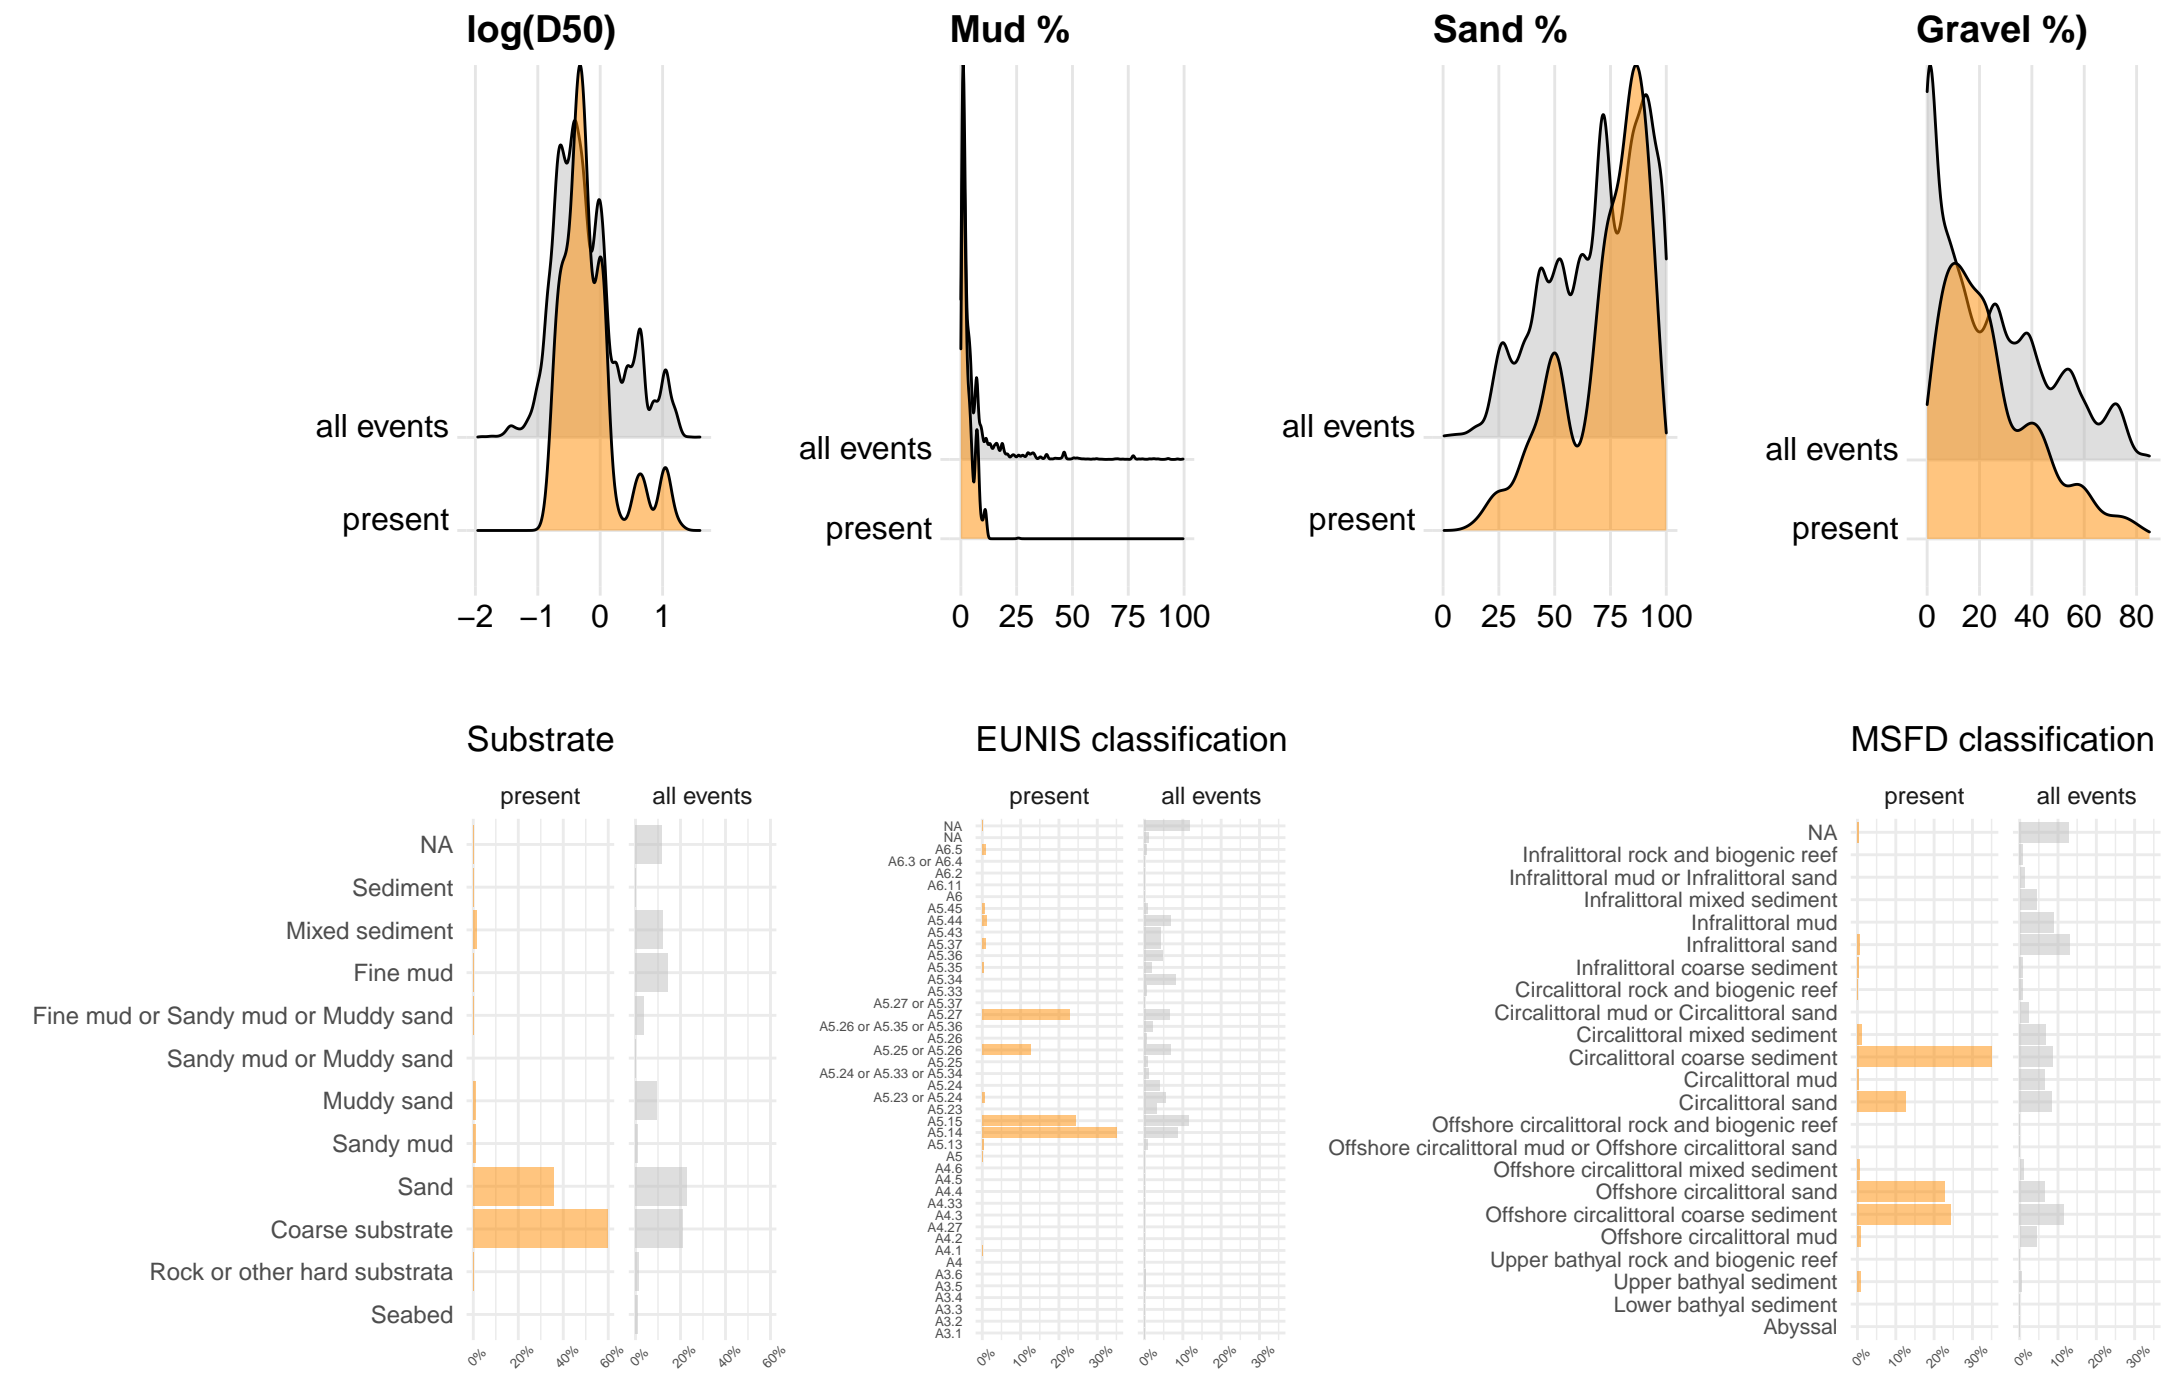 log(D50)
Mud %
Sand %
Gravel %)
all events
present
−2 −1 0 1
all events
present
0 25 50 75 100
all events
present
0 25 50 75 100
all events
present
0 20 40 60 80
Substrate
present all events
NA
Sediment
Mixed sediment
Fine mud
Fine mud or Sandy mud or Muddy sand
Sandy mud or Muddy sand
Muddy sand
Sandy mud
Sand
Coarse substrate
Rock or other hard substrata
Seabed
0% 20% 40% 60% 0% 20% 40% 60%
EUNIS classification
present all events
NA
NA
A6.5
A6.3 or A6.4
A6.2
A6.11
A6
A5.45
A5.44
A5.43
A5.37
A5.36
A5.35
A5.34
A5.33
A5.27 or A5.37
A5.27
A5.26 or A5.35 or A5.36
A5.26
A5.25 or A5.26
A5.25
A5.24 or A5.33 or A5.34
A5.24
A5.23 or A5.24
A5.23
A5.15
A5.14
A5.13
A5
A4.6
A4.5
A4.4
A4.33
A4.3
A4.27
A4.2
A4.1
A4
A3.6
A3.5
A3.4
A3.3
A3.2
A3.1
0% 10% 20% 30% 0% 10% 20% 30%
MSFD classification
present all events
NA
Infralittoral rock and biogenic reef
Infralittoral mud or Infralittoral sand
Infralittoral mixed sediment
Infralittoral mud
Infralittoral sand
Infralittoral coarse sediment
Circalittoral rock and biogenic reef
Circalittoral mud or Circalittoral sand
Circalittoral mixed sediment
Circalittoral coarse sediment
Circalittoral mud
Circalittoral sand
Offshore circalittoral rock and biogenic reef
Offshore circalittoral mud or Offshore circalittoral sand
Offshore circalittoral mixed sediment
Offshore circalittoral sand
Offshore circalittoral coarse sediment
Offshore circalittoral mud
Upper bathyal rock and biogenic reef
Upper bathyal sediment
Lower bathyal sediment
Abyssal
0% 10% 20% 30% 0% 10% 20% 30%